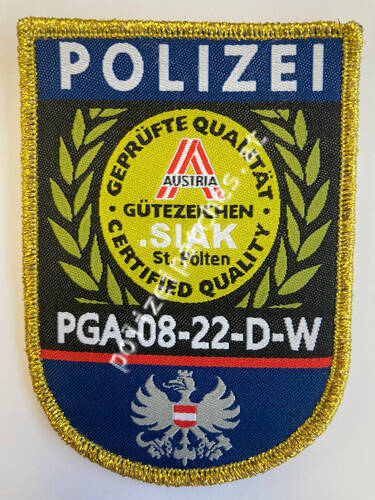 POLIZEI
GEPRÜFTE QUALITÄT
AUSTRIA
GÜTEZEICHEN
.SIAK
St. Pölten
CERTIFIED QUALITY
PGA-08-22-D-W